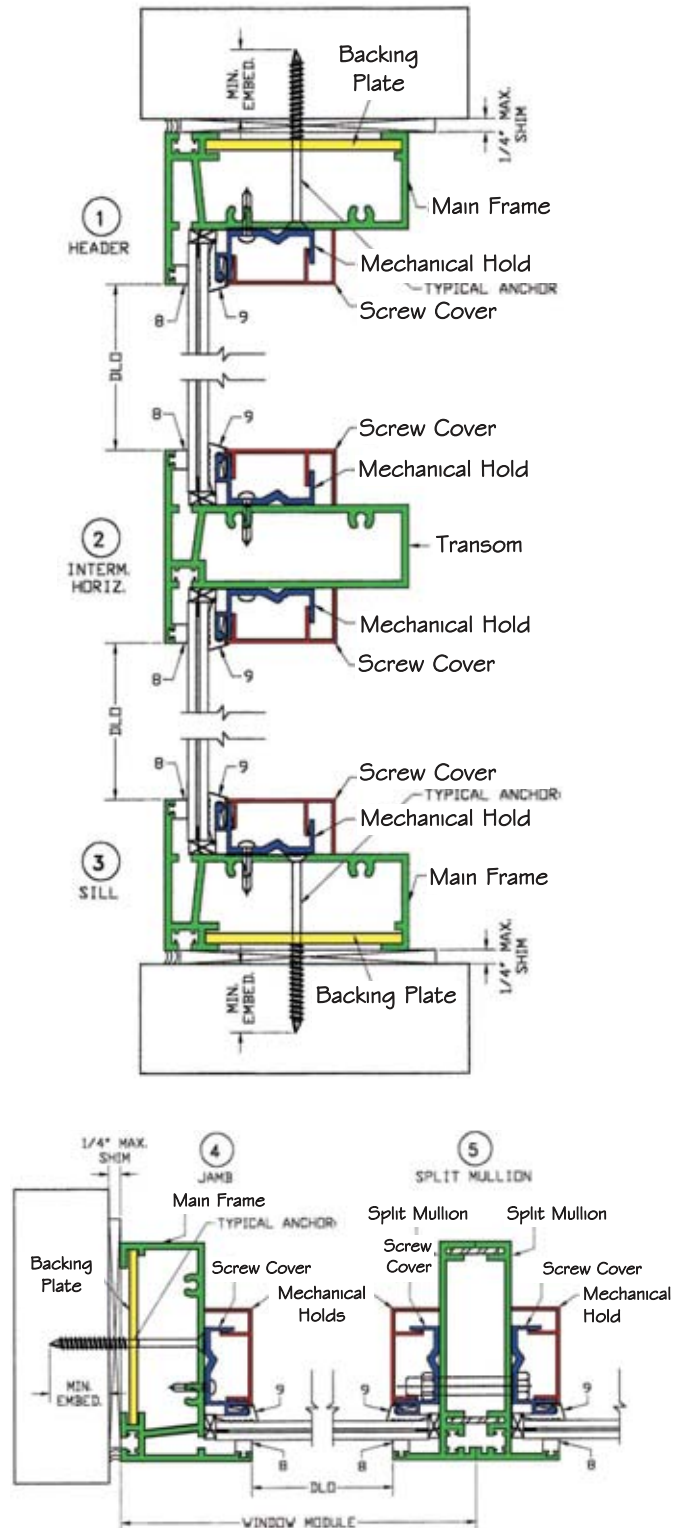 MIN.
EMBED.
Backing
Plate
1/4" MAX.
SHIM
Main Frame
1
HEADER
Mechanical Hold
TYPICAL ANCHOR
Screw Cover
8
9
DLO
8
9
Screw Cover
Mechanical Hold
2
INTERM.
HORIZ.
Transom
Mechanical Hold
Screw Cover
8
9
DLO
8
9
Screw Cover
TYPICAL ANCHOR
Mechanical Hold
3
SILL
Main Frame
1/4" MAX.
SHIM
MIN.
EMBED.
Backing Plate
1/4" MAX.
SHIM
4
JAMB
Main Frame
TYPICAL ANCHOR
Backing
Plate
Screw Cover
Mechanical
Holds
MIN.
EMBED.
9
8
5
SPLIT MULLION
Split Mullion
Split Mullion
Screw
Cover
Screw Cover
Mechanical
Hold
9
9
8
8
DLO
WINDOW MODULE